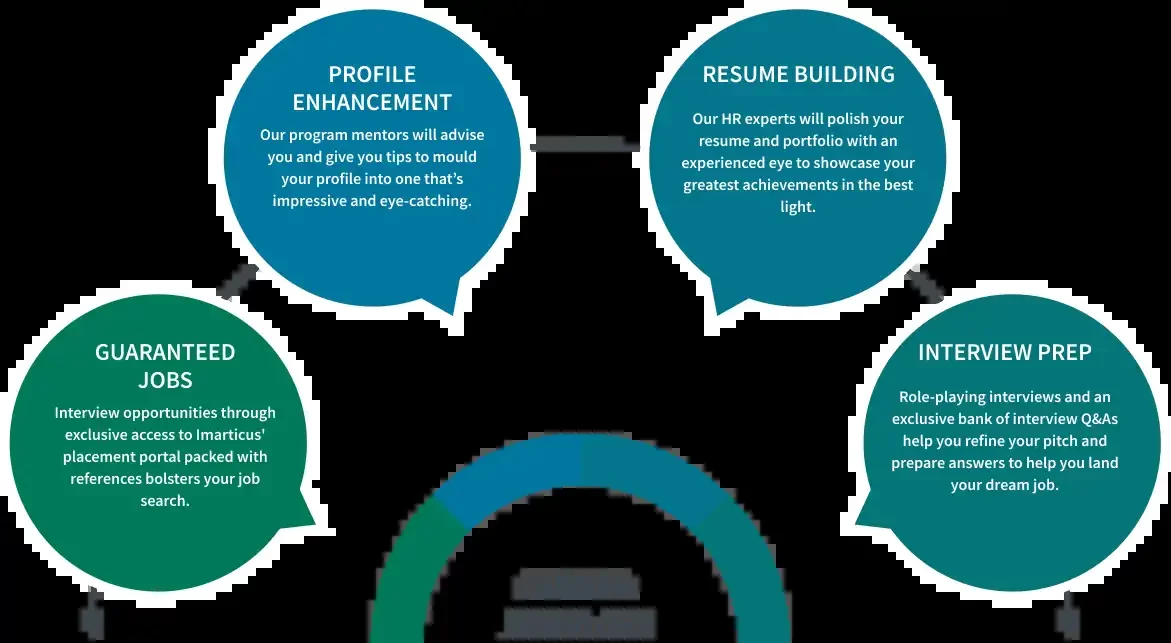 PROFILE
ENHANCEMENT
Our program mentors will advise
you and give you tips to mould
your profile into one that's
impressive and eye-catching.
RESUME BUILDING
Our HR experts will polish your
resume and portfolio with an
experienced eye to showcase your
greatest achievements in the best
light.
GUARANTEED
JOBS
Interview opportunities through
exclusive access to Imarticus'
placement portal packed with
references bolsters your job
search.
INTERVIEW PREP
Role-playing interviews and an
exclusive bank of interview Q&As
help you refine your pitch and
prepare answers to help you land
your dream job.